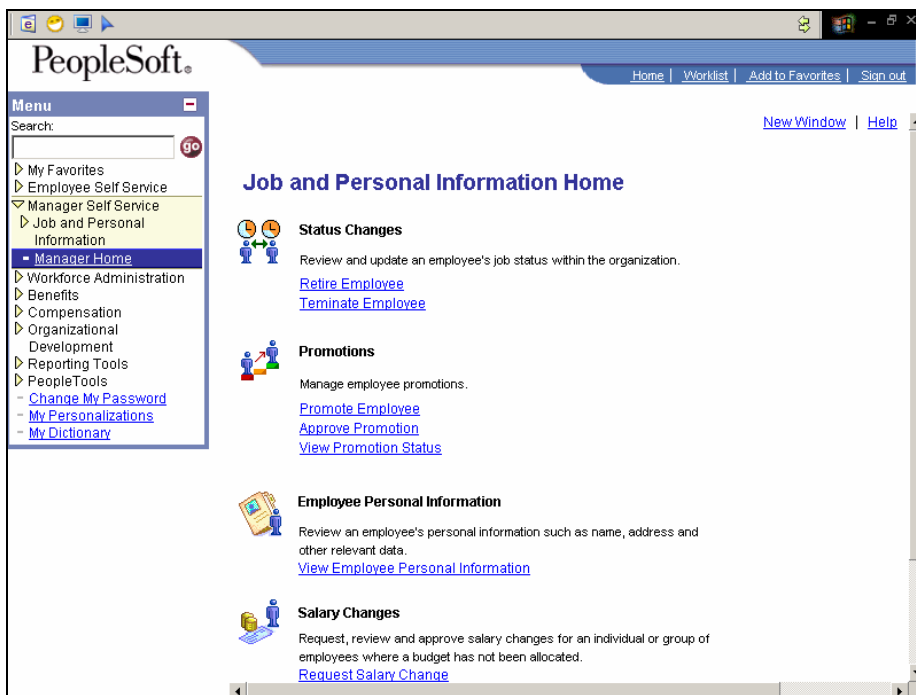 PeopleSoft®
Home | Worklist | Add to Favorites | Sign out
Menu
Search:
go
My Favorites
Employee Self Service
Manager Self Service
Job and Personal
Information
Manager Home
Workforce Administration
Benefits
Compensation
Organizational
Development
Reporting Tools
PeopleTools
Change My Password
My Personalizations
My Dictionary
New Window | Help
Job and Personal Information Home
Status Changes
Review and update an employee's job status within the organization.
Retire Employee
Teminate Employee
Promotions
Manage employee promotions.
Promote Employee
Approve Promotion
View Promotion Status
Employee Personal Information
Review an employee's personal information such as name, address and
other relevant data.
View Employee Personal Information
Salary Changes
Request, review and approve salary changes for an individual or group of
employees where a budget has not been allocated.
Request Salary Change